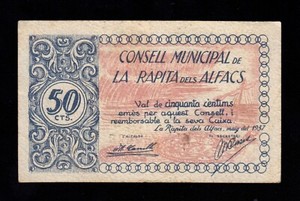 CONSELL MUNICIPAL DE
LA RAPITA DELS ALFACS
50
CTS.
Val de cinquanta cèntims
emès per aquest Consell, i
reemborsable a la seva Caixa
La Rapita dels Alfacs, maig del 1937